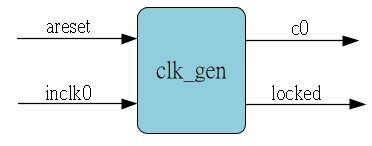 areset
c0
clk_gen
inclk0
locked